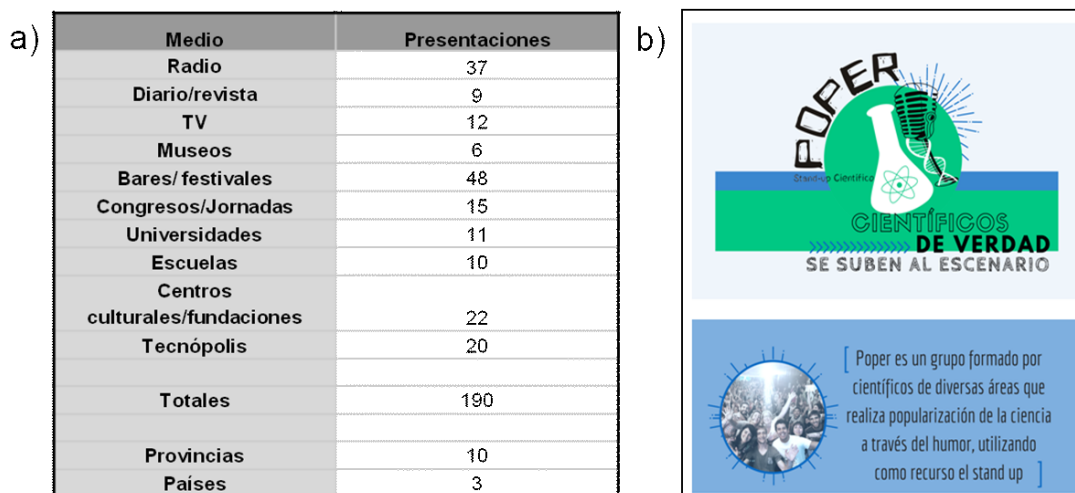 a)
Medio Presentaciones
Radio 37
Diario/revista 9
TV 12
Museos 6
Bares/ festivales 48
Congresos/Jornadas 15
Universidades 11
Escuelas 10
Centros
culturales/fundaciones 22
Tecnópolis 20
Totales 190
Provincias 10
Países 3
b)
POPER
Stand-up Científico
CIENTÍFICOS
DE VERDAD
SE SUBEN AL ESCENARIO
[ Poper es un grupo formado por
científicos de diversas áreas que
realiza popularización de la ciencia
a través del humor, utilizando
como recurso el stand up ]